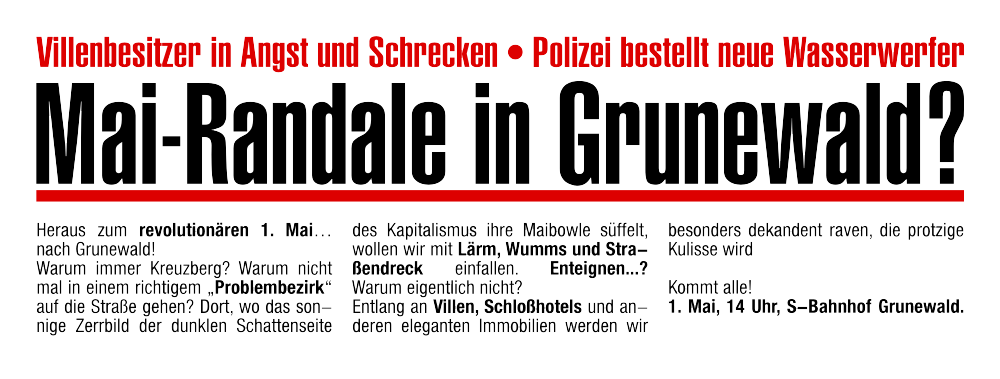 Villenbesitzer in Angst und Schrecken • Polizei bestellt neue Wasserwerfer
Mai-Randale in Grunewald?
Heraus zum revolutionären 1. Mai...
nach Grunewald!
Warum immer Kreuzberg? Warum nicht
mal in einem richtigem „Problembezirk“
auf die Straße gehen? Dort, wo das son–
nige Zerrbild der dunklen Schattenseite
des Kapitalismus ihre Maibowle süffelt,
wollen wir mit Lärm, Wumms und Stra–
ßendreck einfallen. Enteignen...?
Warum eigentlich nicht?
Entlang an Villen, Schloßhotels und an–
deren eleganten Immobilien werden wir
besonders dekandent raven, die protzige
Kulisse wird
Kommt alle!
1. Mai, 14 Uhr, S–Bahnhof Grunewald.